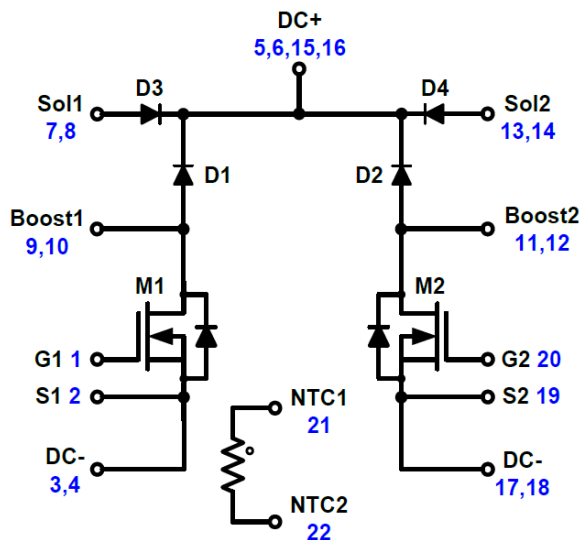 DC+
5,6,15,16
D3
D4
Sol1
7,8
Sol2
13,14
D1
D2
Boost1
9,10
Boost2
11,12
M1
M2
G1 1
G2 20
S1 2
S2 19
NTC1
21
DC-
3,4
DC-
17,18
NTC2
22